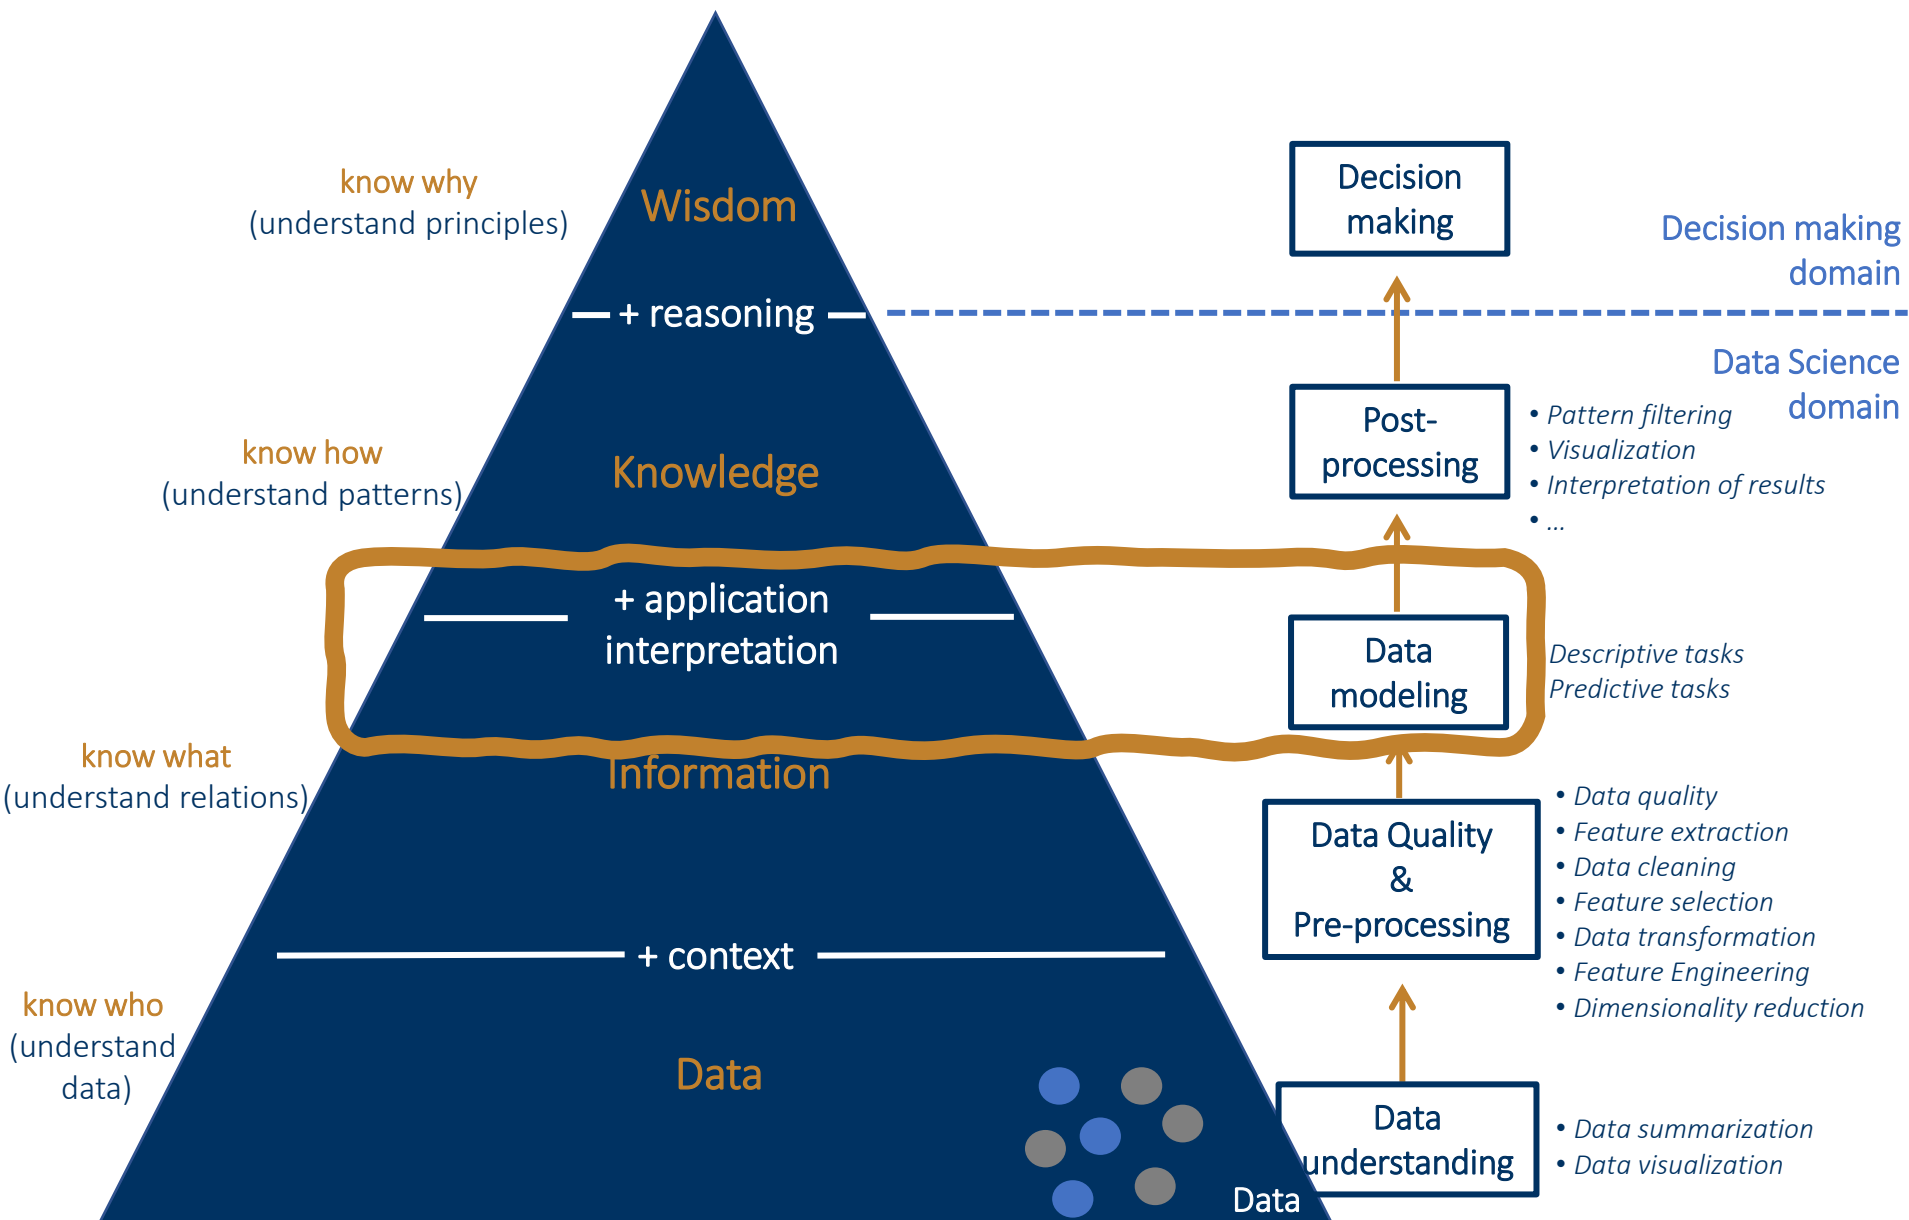 know why
(understand principles)
know how
(understand patterns)
know what
(understand relations)
know who
(understand
data)
Wisdom
+ reasoning
Knowledge
+ application
interpretation
Information
+ context
Data
Data
Decision
making
Post-
processing
Data
modeling
Data Quality
&
Pre-processing
Data
understanding
Decision making
domain
Data Science
domain
• Pattern filtering
• Visualization
• Interpretation of results
• ...
Descriptive tasks
Predictive tasks
• Data quality
• Feature extraction
• Data cleaning
• Feature selection
• Data transformation
• Feature Engineering
• Dimensionality reduction
• Data summarization
• Data visualization